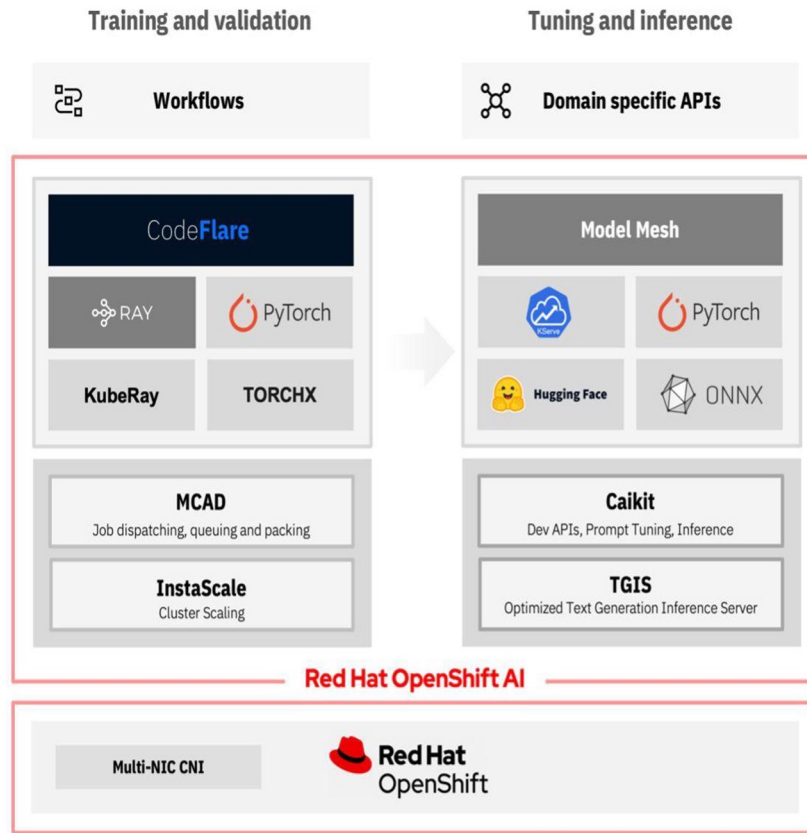 Training and validation
Tuning and inference
Workflows
Domain specific APIs
CodeFlare
RAY
PyTorch
KubeRay
TORCHX
Model Mesh
KServe
PyTorch
Hugging Face
ONNX
MCAD
Job dispatching, queuing and packing
InstaScale
Cluster Scaling
Caikit
Dev APIs, Prompt Tuning, Inference
TGIS
Optimized Text Generation Inference Server
Red Hat OpenShift AI
Multi-NIC CNI
Red Hat
OpenShift